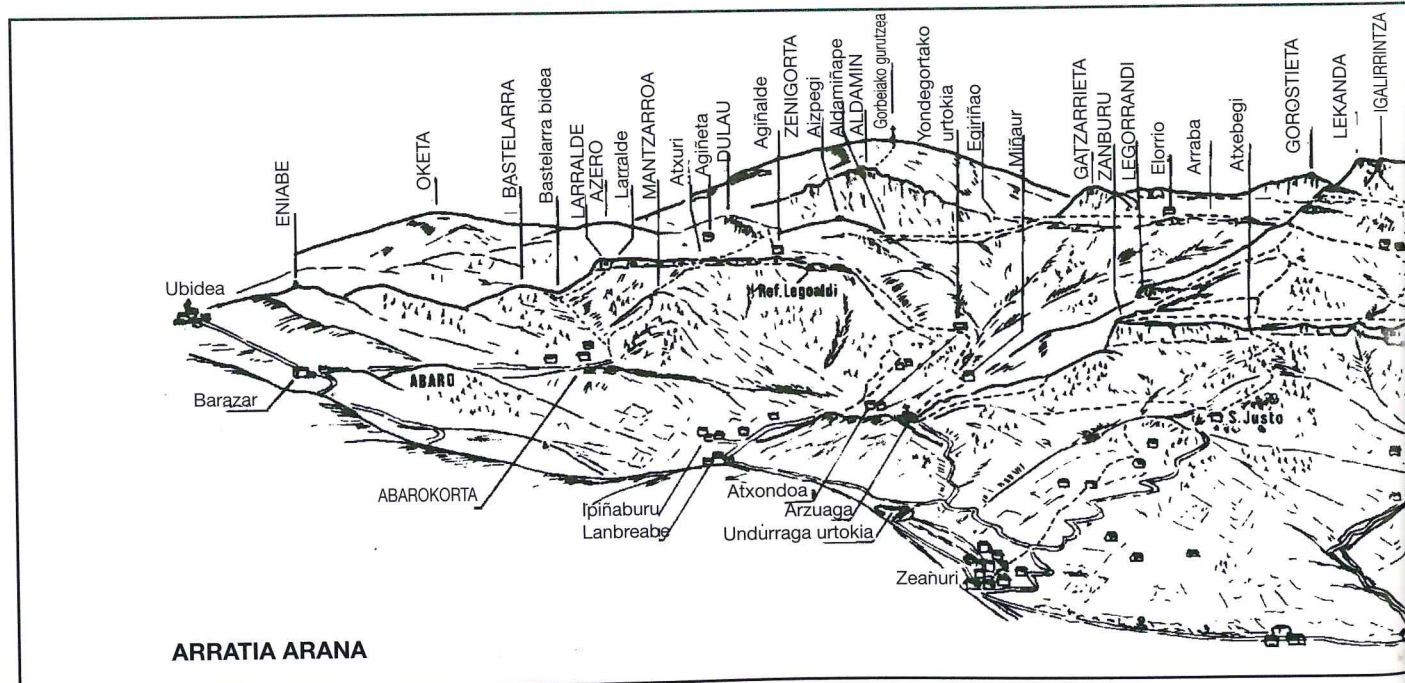 ENIABE
OKETA
BASTELARRA
Bastelarra bidea
LARRALDE
AZERO
Larralde
MANTZARROA
Atxuri
Agiñeta
DULAU
Agiñalde
ZENIGORTA
Aizpegi
Aldamiñape
ALDAMIN
Gorbeiako gurutzea
Yondegortako
urtokia
Egiriñao
Miñaur
GATZARRIETA
ZANBURU
LEGORRANDI
Elorrio
Arraba
Atxebegi
GOROSTIETA
LEKANDA
IGALIRRINTZA
Ubidea
Ref. Legoaldi
ABARO
Barazar
S. Justo
ABAROKORTA
Ipiñaburu
Lanbreabe
Atxondoa
Arzuaga
Undurraga urtokia
Zeañuri
ARRATIA ARANA